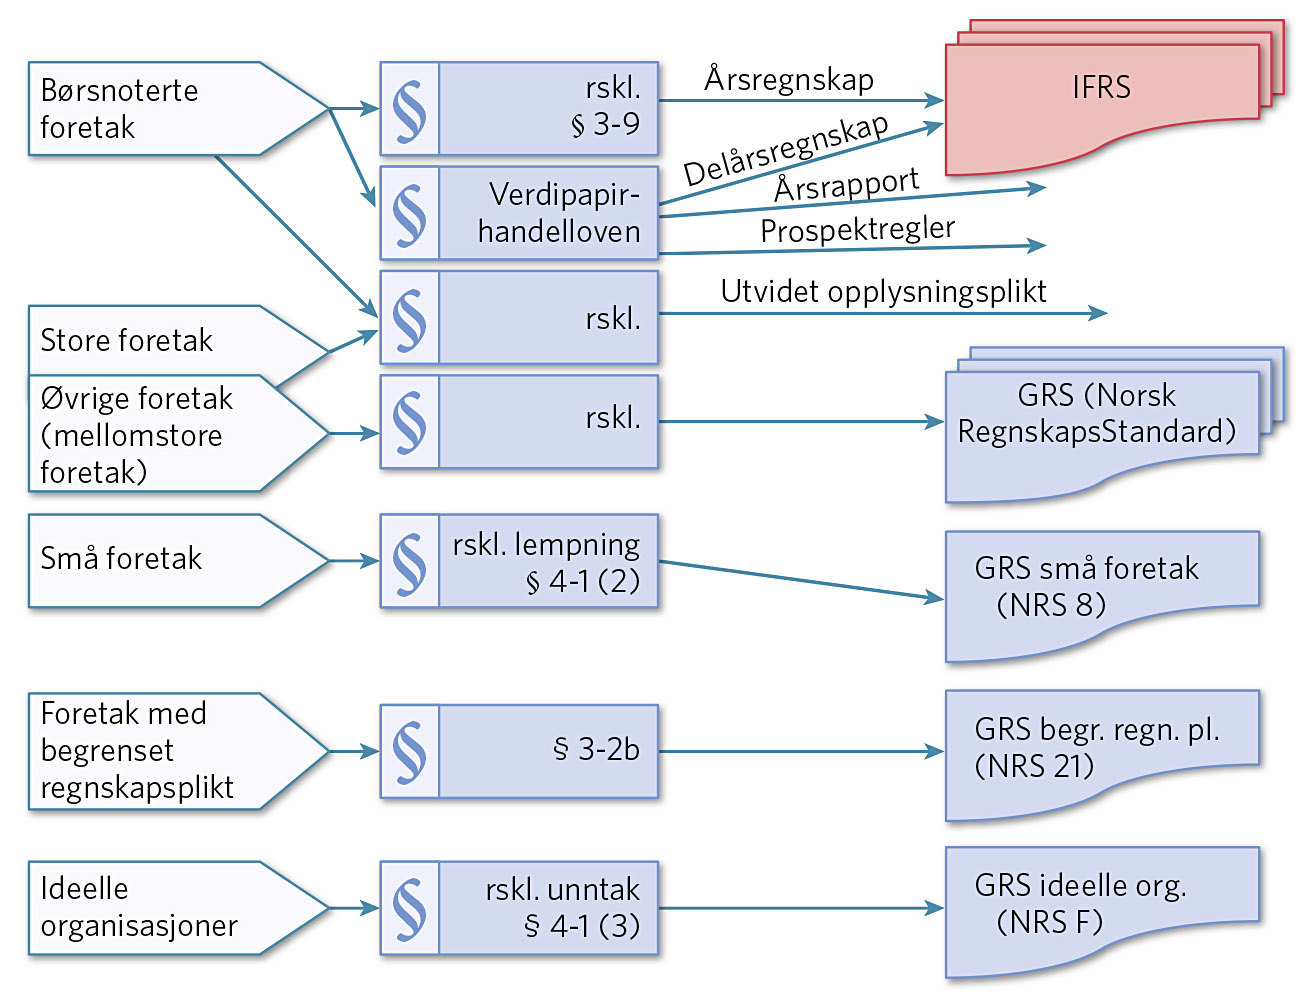 Børsnoterte
foretak
§
rskl.
§ 3-9
Årsregnskap
IFRS
§
Verdipapir-
handelloven
Delårsregnskap
Årsrapport
Prospektregler
§
rskl.
Utvidet opplysningsplikt
Store foretak
Øvrige foretak
(mellomstore
foretak)
§
rskl.
GRS (Norsk
RegnskapsStandard)
Små foretak
§
rskl. lempning
§ 4-1 (2)
GRS små foretak
(NRS 8)
Foretak med
begrenset
regnskapsplikt
§
§ 3-2b
GRS begr. regn. pl.
(NRS 21)
Ideelle
organisasjoner
§
rskl. unntak
§ 4-1 (3)
GRS ideelle org.
(NRS F)